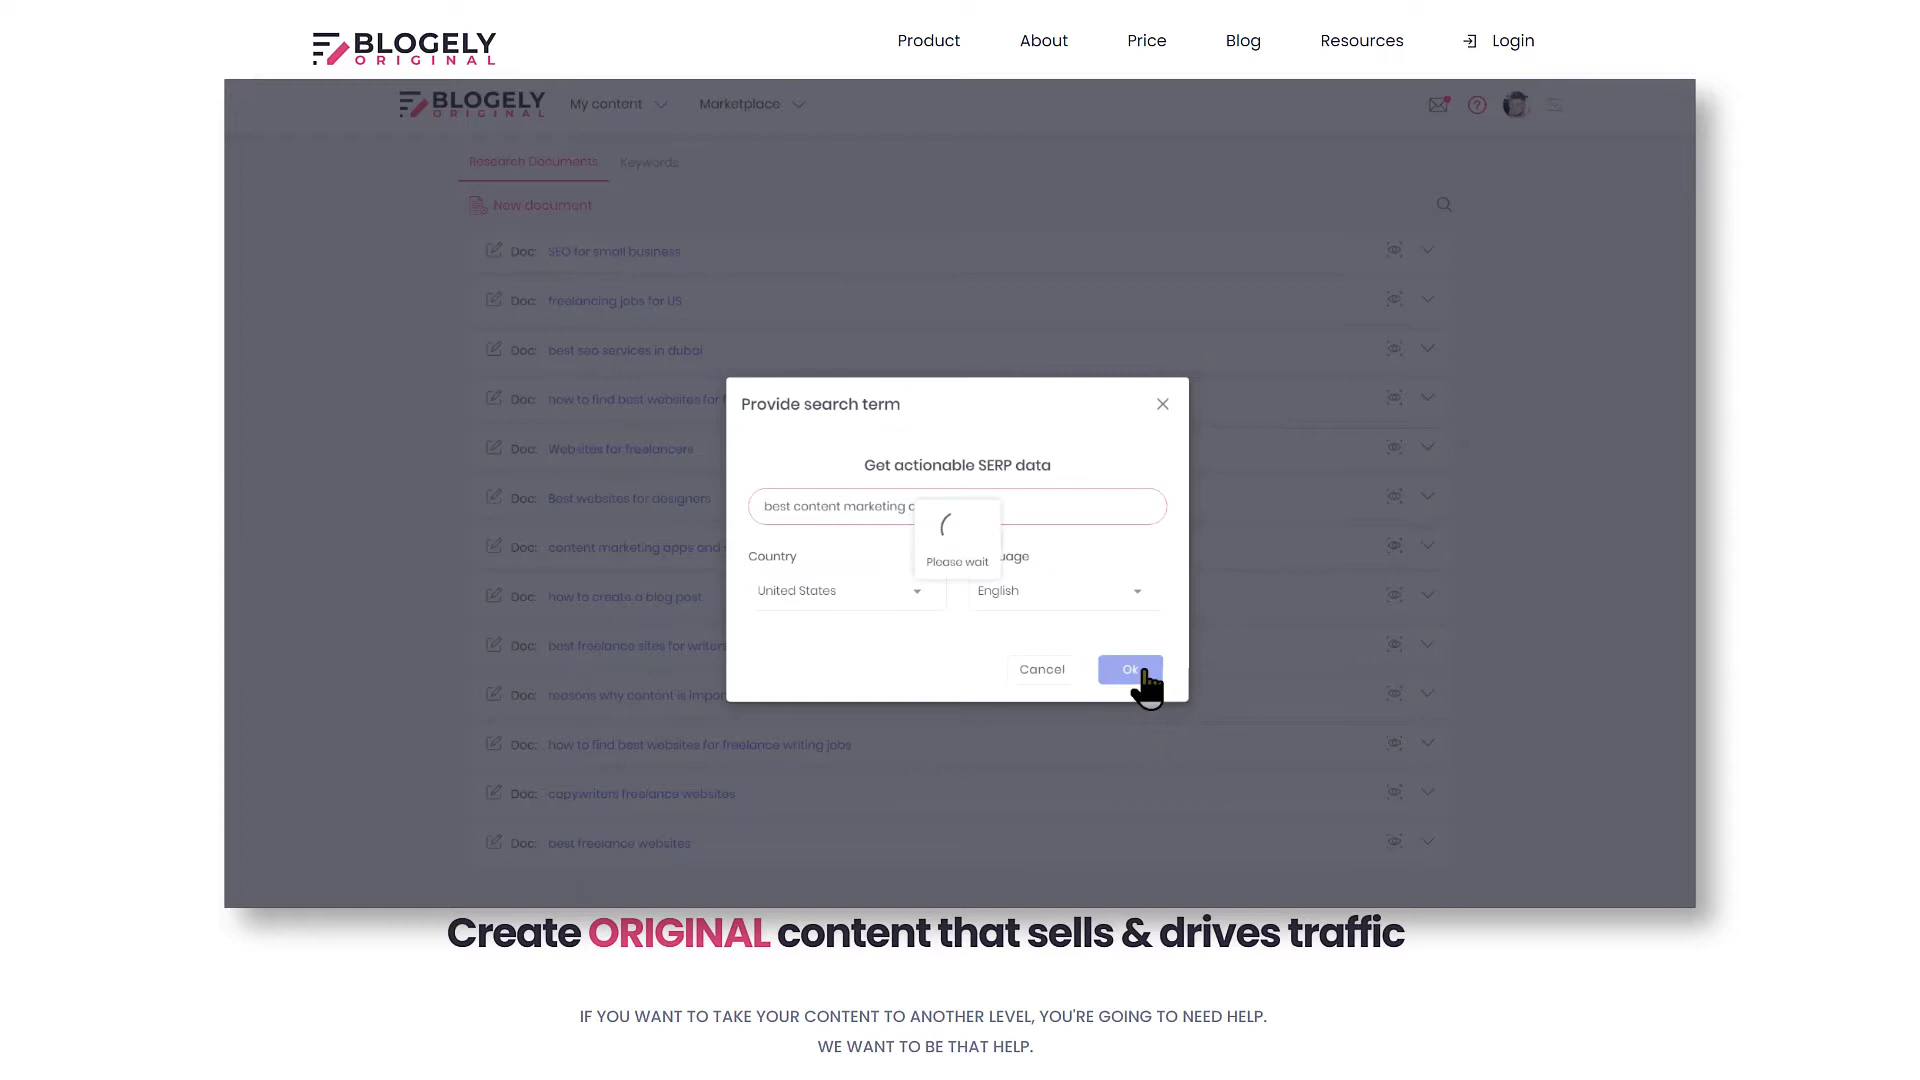 BLOGELY
ORIGINAL
Product About Price Blog Resources Login
BLOGELY
ORIGINAL
My content Marketplace
Research Documents Keywords
New document
Doc: SEO for small business
Doc: freelancing jobs for US
Doc: best seo services in dubai
Doc: how to find best websites for
Doc: Websites for freelancers
Doc: Best websites for designers
Doc: content marketing apps and
Doc: how to create a blog post
Doc: best freelance sites for writers
Doc: reasons why content is
Doc: how to find best websites for freelance writing jobs
Doc: copywriters freelance websites
Doc: best freelance websites
Provide search term
Get actionable SERP data
best content marketing
Please wait
Country
United States
English
Cancel
Ok
Create ORIGINAL content that sells & drives traffic
IF YOU WANT TO TAKE YOUR CONTENT TO ANOTHER LEVEL, YOU'RE GOING TO NEED HELP.
WE WANT TO BE THAT HELP.